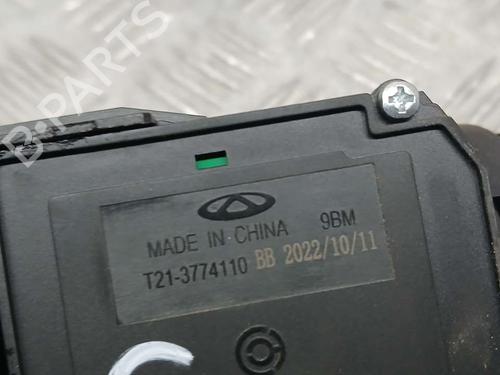 B-PARTS
MADE IN CHINA 9BM
T21-3774110 BB 2022/10/11